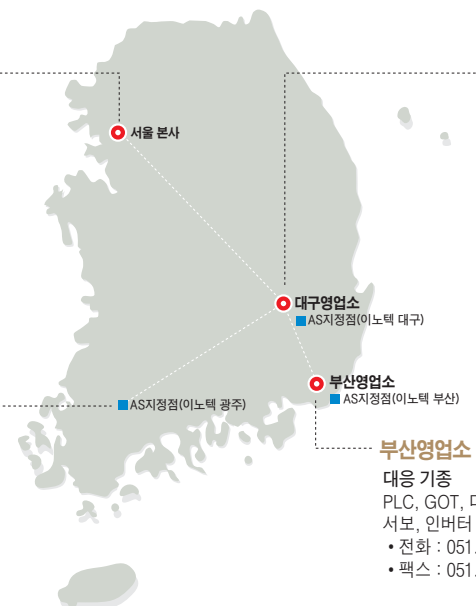 서울 본사
대구영업소
AS지정점(이노텍 대구)
부산영업소
AS지정점(이노텍 부산)
AS지정점(이노텍 광주)
부산영업소
대응 기종
PLC, GOT,
서보, 인버터
• 전화 : 051.
• 팩스 : 051.